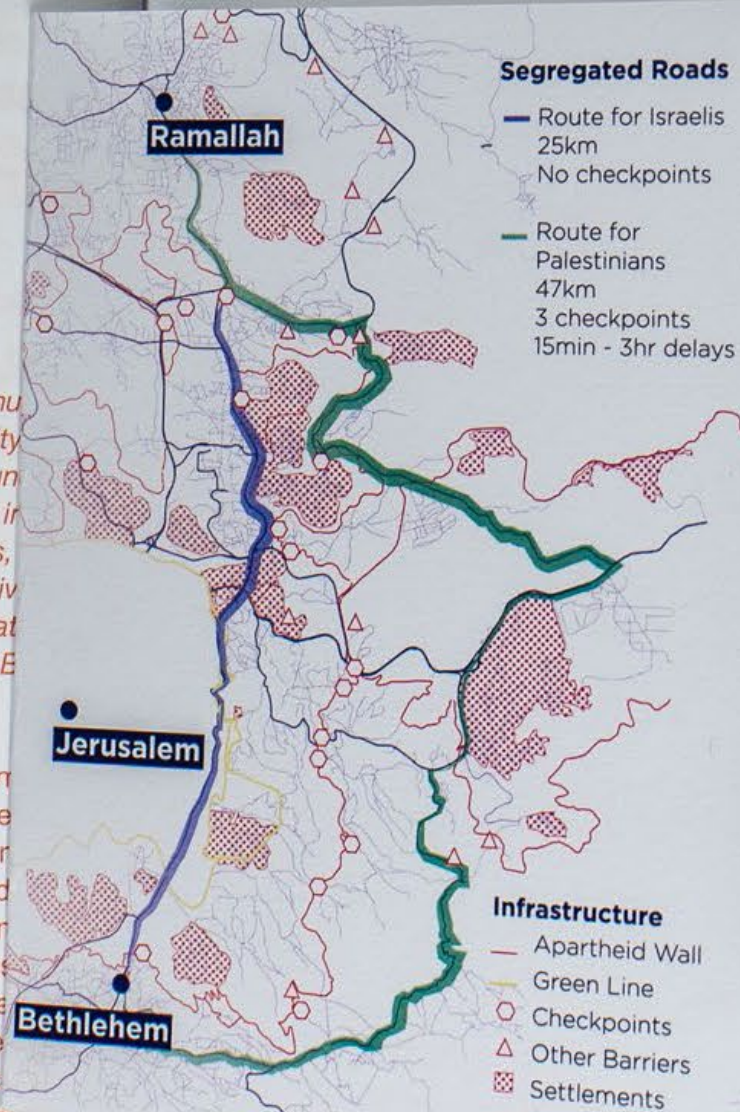 Ramallah
Segregated Roads
Route for Israelis
25km
No checkpoints
Route for
Palestinians
47km
3 checkpoints
15min - 3hr delays
Jerusalem
Bethlehem
Infrastructure
Apartheid Wall
Green Line
Checkpoints
Other Barriers
Settlements